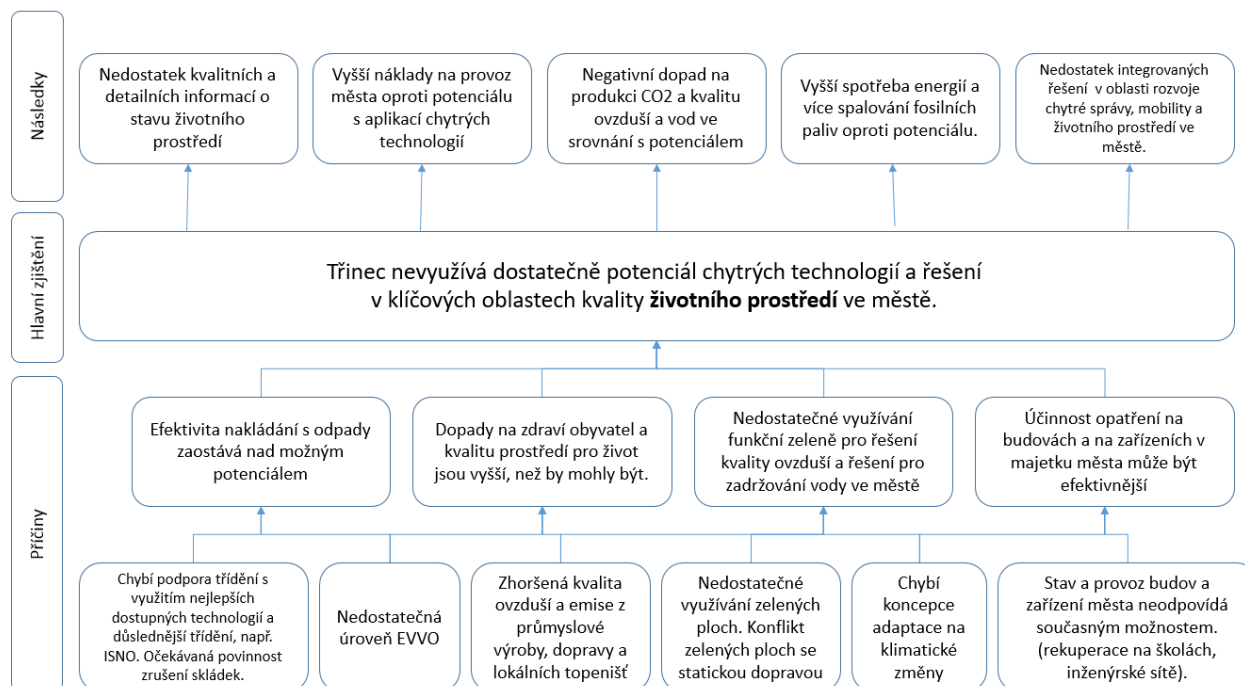 Následky
Nedostatek kvalitních a
detailních informací o
stavu životního
prostředí
Vyšší náklady na provoz
města oproti potenciálu
s aplikací chytrých
technologií
Negativní dopad na
produkci CO2 a kvalitu
ovzduší a vod ve
srovnání s potenciálem
Vyšší spotřeba energií a
více spalování fosilních
paliv oproti potenciálu.
Nedostatek integrovaných
řešení v oblasti rozvoje
chytré správy, mobility a
životního prostředí ve
městě.
Hlavní zjištění
Třinec nevyužívá dostatečně potenciál chytrých technologií a řešení
v klíčových oblastech kvality životního prostředí ve městě.
Příčiny
Efektivita nakládání s odpady
zaostává nad možným
potenciálem
Dopady na zdraví obyvatel a
kvalitu prostředí pro život
jsou vyšší, než by mohly být.
Nedostatečné využívání
funkční zeleně pro řešení
kvality ovzduší a řešení pro
zadržování vody ve městě
Účinnost opatření na
budovách a na zařízeních v
majetku města může být
efektivnější
Chybí podpora třídění s
využitím nejlepších
dostupných technologií a
důslednější třídění, např.
ISNO. Očekávaná povinnost
zrušení skládek.
Nedostatečná
úroveň EVVO
Zhoršená kvalita
ovzduší a emise z
průmyslové
výroby, dopravy a
lokálních topenišť
Nedostatečné
využívání zelených
ploch. Konflikt
zelených ploch se
statickou dopravou
Chybí
koncepce
adaptace na
klimatické
změny
Stav a provoz budov a
zařízení města neodpovídá
současným možnostem.
(rekuperace na školách,
inženýrské sítě).